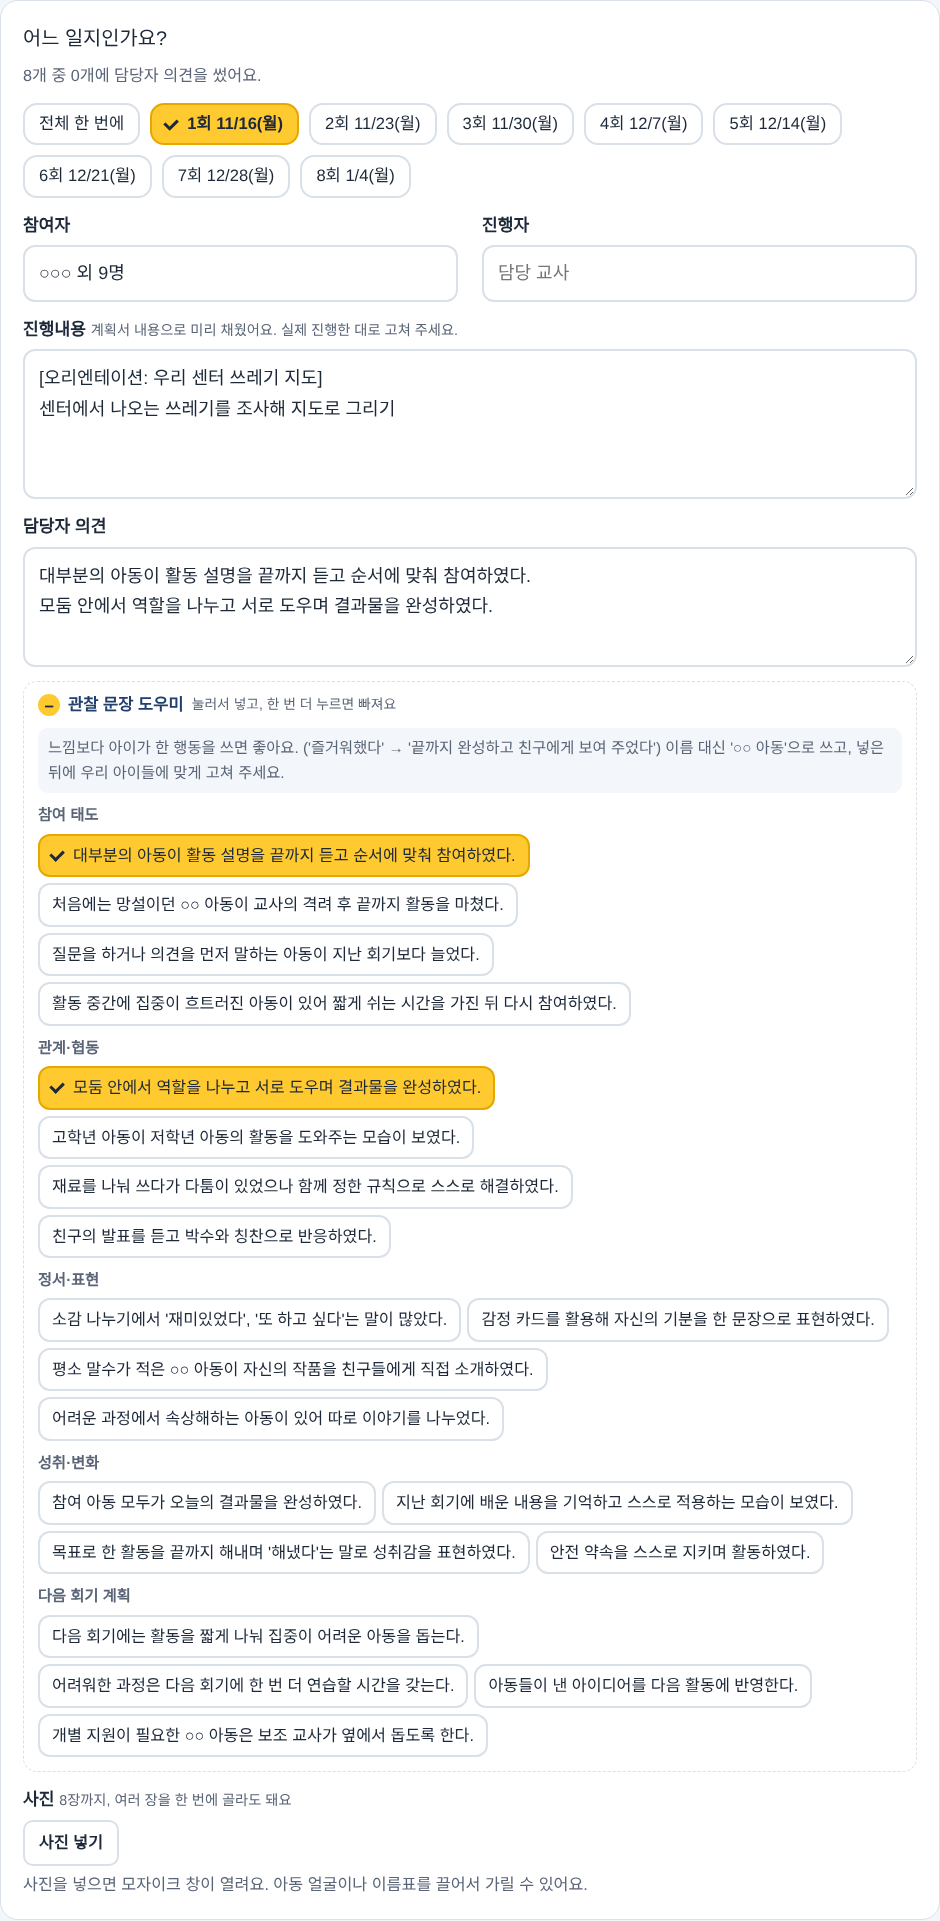 어느 일지인가요?
8개 중 0개에 담당자 의견을 썼어요.
전체 한 번에
1회 11/16(월)
2회 11/23(월)
3회 11/30(월)
4회 12/7(월)
5회 12/14(월)
6회 12/21(월)
7회 12/28(월)
8회 1/4(월)
참여자
진행자
○○○ 외 9명
담당 교사
진행내용 계획서 내용으로 미리 채웠어요. 실제 진행한 대로 고쳐 주세요.
[오리엔테이션: 우리 센터 쓰레기 지도]
센터에서 나오는 쓰레기를 조사해 지도로 그리기
담당자 의견
대부분의 아동이 활동 설명을 끝까지 듣고 순서에 맞춰 참여하였다.
모둠 안에서 역할을 나누고 서로 도우며 결과물을 완성하였다.
관찰 문장 도우미 눌러서 넣고, 한 번 더 누르면 빠져요
느낌보다 아이가 한 행동을 쓰면 좋아요. ('즐거워했다' → '끝까지 완성하고 친구에게 보여 주었다') 이름 대신 '○○ 아동'으로 쓰고, 넣은
뒤에 우리 아이들에 맞게 고쳐 주세요.
참여 태도
대부분의 아동이 활동 설명을 끝까지 듣고 순서에 맞춰 참여하였다.
처음에는 망설이던 ○○ 아동이 교사의 격려 후 끝까지 활동을 마쳤다.
질문을 하거나 의견을 먼저 말하는 아동이 지난 회기보다 늘었다.
활동 중간에 집중이 흐트러진 아동이 있어 짧게 쉬는 시간을 가진 뒤 다시 참여하였다.
관계·협동
모둠 안에서 역할을 나누고 서로 도우며 결과물을 완성하였다.
고학년 아동이 저학년 아동의 활동을 도와주는 모습이 보였다.
재료를 나눠 쓰다가 다툼이 있었으나 함께 정한 규칙으로 스스로 해결하였다.
친구의 발표를 듣고 박수와 칭찬으로 반응하였다.
정서·표현
소감 나누기에서 '재미있었다', '또 하고 싶다'는 말이 많았다.
감정 카드를 활용해 자신의 기분을 한 문장으로 표현하였다.
평소 말수가 적은 ○○ 아동이 자신의 작품을 친구들에게 직접 소개하였다.
어려운 과정에서 속상해하는 아동이 있어 따로 이야기를 나누었다.
성취·변화
참여 아동 모두가 오늘의 결과물을 완성하였다.
지난 회기에 배운 내용을 기억하고 스스로 적용하는 모습이 보였다.
목표로 한 활동을 끝까지 해내며 '해냈다'는 말로 성취감을 표현하였다.
안전 약속을 스스로 지키며 활동하였다.
다음 회기 계획
다음 회기에는 활동을 짧게 나눠 집중이 어려운 아동을 돕는다.
어려워한 과정은 다음 회기에 한 번 더 연습할 시간을 갖는다.
아동들이 낸 아이디어를 다음 활동에 반영한다.
개별 지원이 필요한 ○○ 아동은 보조 교사가 옆에서 돕도록 한다.
사진 8장까지, 여러 장을 한 번에 골라도 돼요
사진 넣기
사진을 넣으면 모자이크 창이 열려요. 아동 얼굴이나 이름표를 끌어서 가릴 수 있어요.